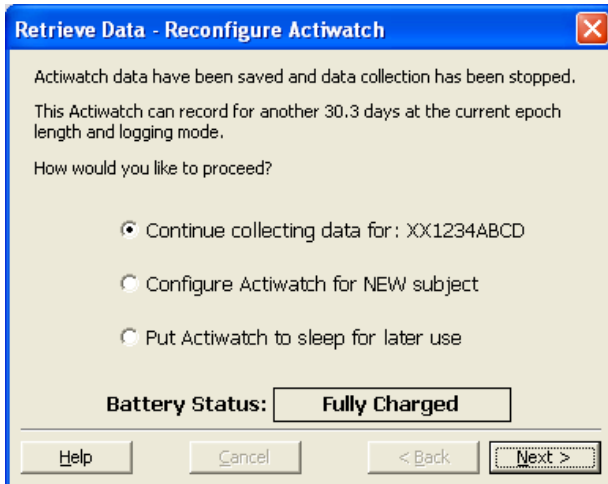 Retrieve Data - Reconfigure Actiwatch
Actiwatch data have been saved and data collection has been stopped.
This Actiwatch can record for another 30.3 days at the current epoch
length and logging mode.
How would you like to proceed?
Continue collecting data for: XX1234ABCD
Configure Actiwatch for NEW subject
Put Actiwatch to sleep for later use
Battery Status: Fully Charged
Help Cancel < Back Next >